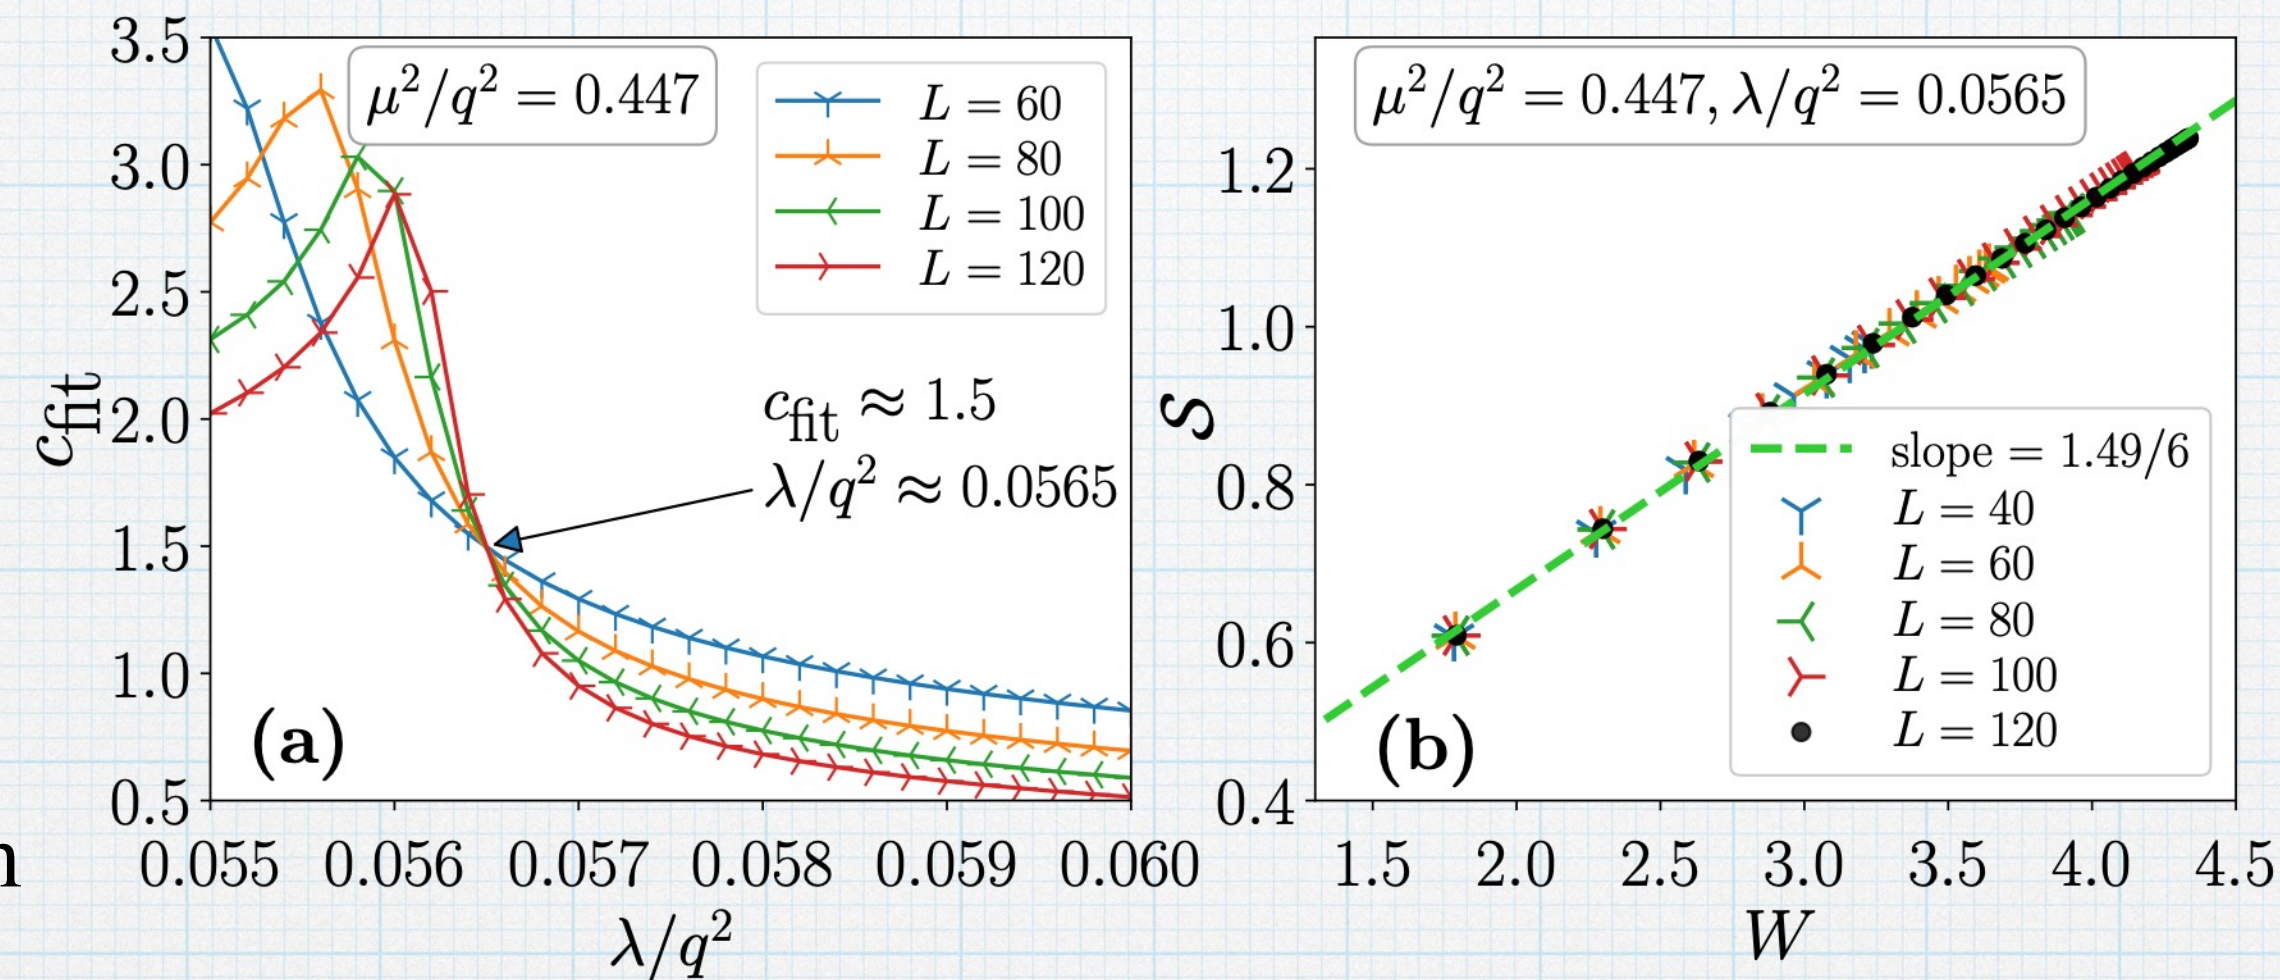 μ²/q² = 0.447
L = 60
L = 80
L = 100
L = 120
c_fit ≈ 1.5
λ/q² ≈ 0.0565
(a)
c_fit
3.5
3.0
2.5
2.0
1.5
1.0
0.5
0.055 0.056 0.057 0.058 0.059 0.060
λ/q²
n
μ²/q² = 0.447, λ/q² = 0.0565
slope = 1.49/6
L = 40
L = 60
L = 80
L = 100
L = 120
(b)
S
1.2
1.0
0.8
0.6
0.4
1.5 2.0 2.5 3.0 3.5 4.0 4.5
W